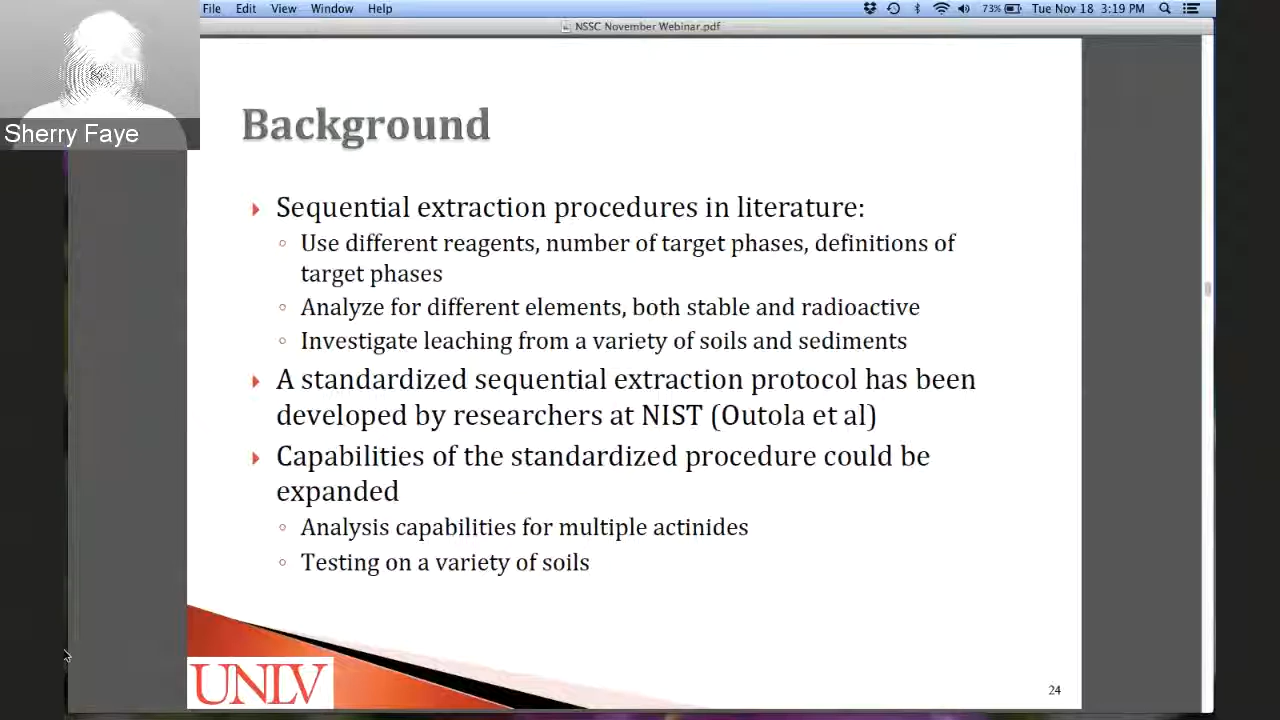 File Edit View Window Help 73% Tue Nov 18 3:19 PM
NSSC November Webinar.pdf
Sherry Faye
Background
Sequential extraction procedures in literature:
Use different reagents, number of target phases, definitions of
target phases
Analyze for different elements, both stable and radioactive
Investigate leaching from a variety of soils and sediments
A standardized sequential extraction protocol has been
developed by researchers at NIST (Outola et al)
Capabilities of the standardized procedure could be
expanded
Analysis capabilities for multiple actinides
Testing on a variety of soils
UNLV
24